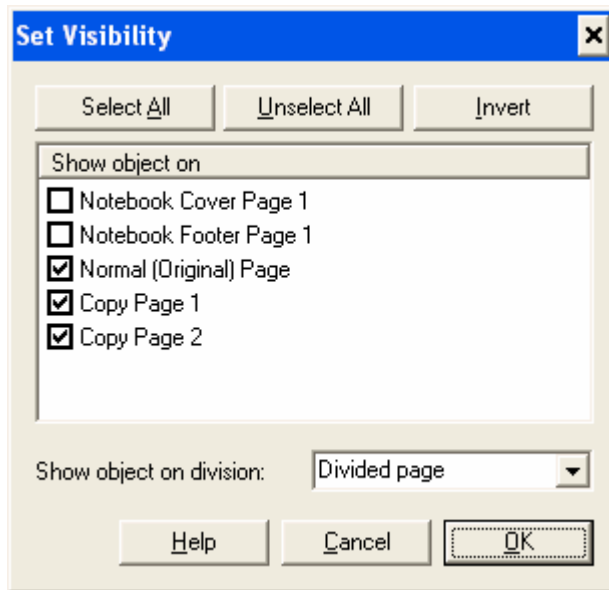 Set Visibility
Select All Unselect All Invert
Show object on
Notebook Cover Page 1
Notebook Footer Page 1
Normal (Original) Page
Copy Page 1
Copy Page 2
Show object on division: Divided page
Help Cancel OK